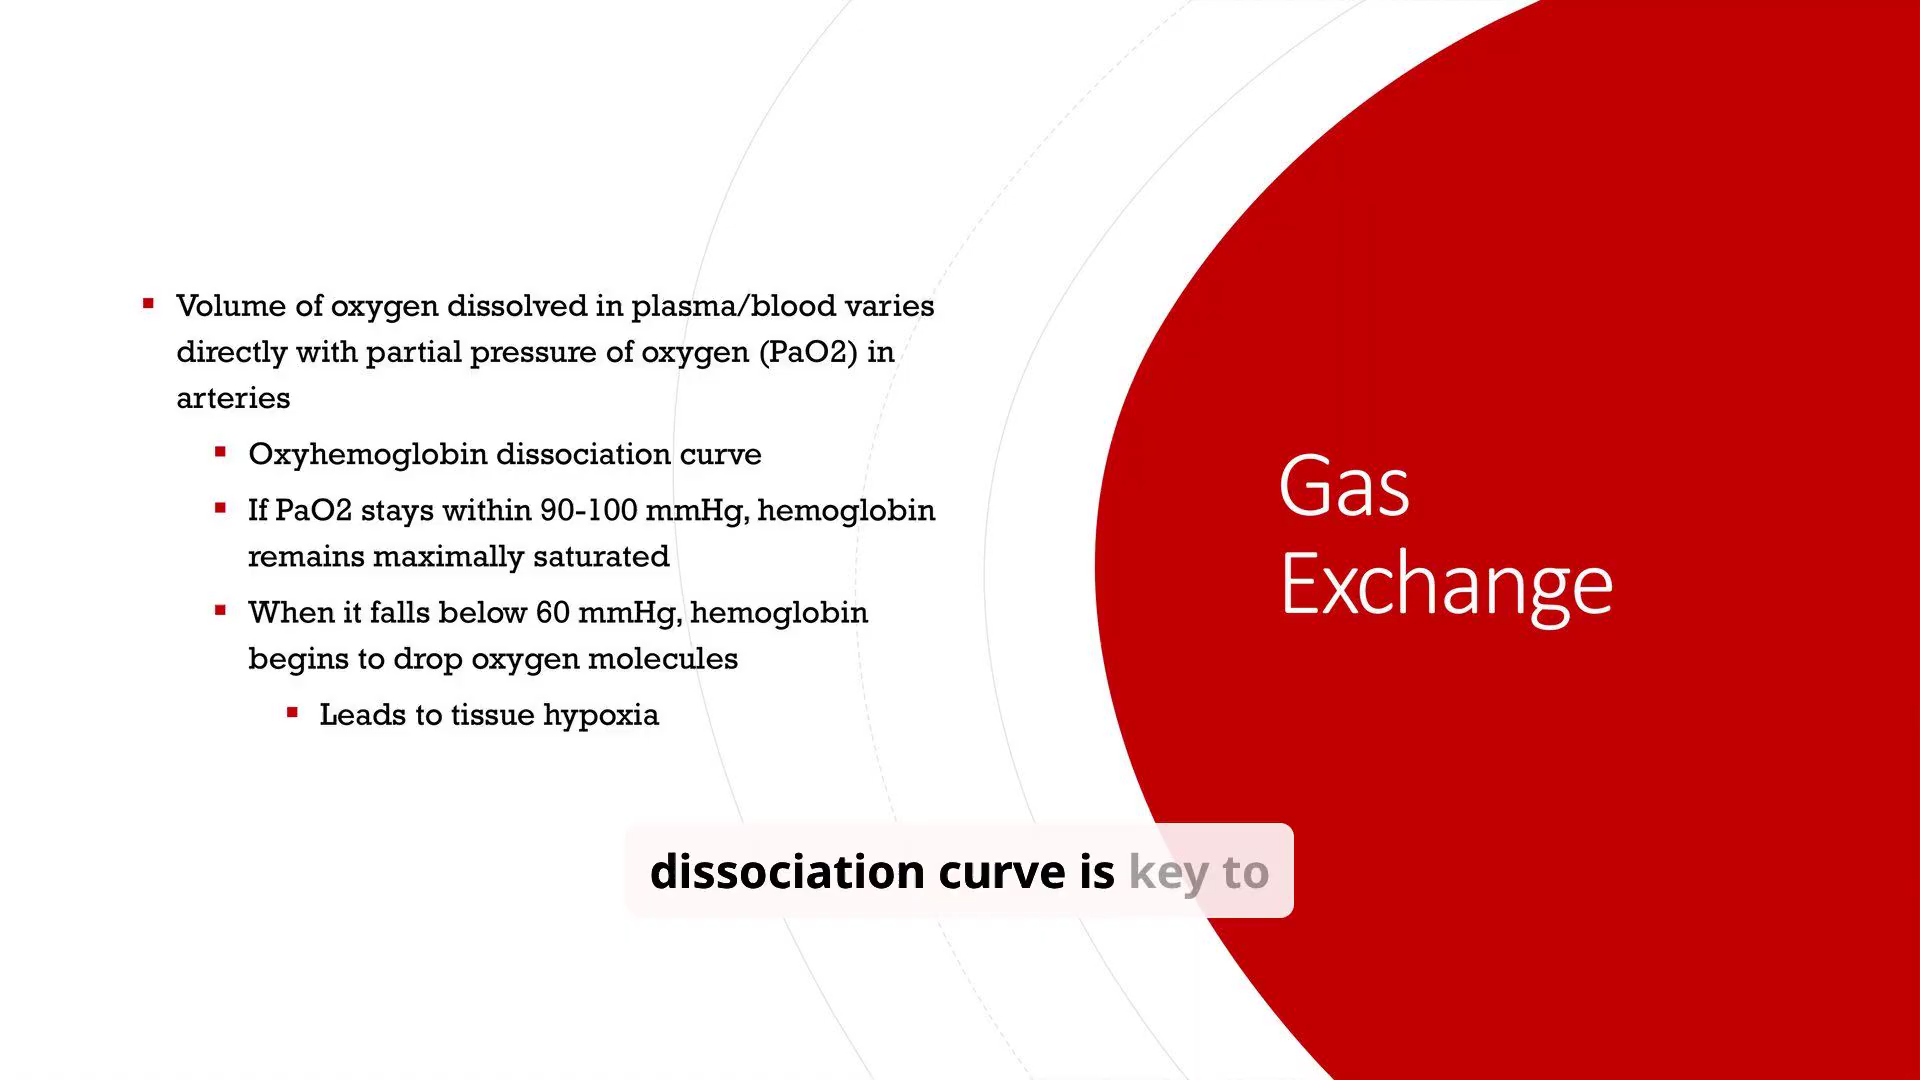 Volume of oxygen dissolved in plasma/blood varies
directly with partial pressure of oxygen (PaO2) in
arteries
Oxyhemoglobin dissociation curve
If PaO2 stays within 90-100 mmHg, hemoglobin
remains maximally saturated
When it falls below 60 mmHg, hemoglobin
begins to drop oxygen molecules
Leads to tissue hypoxia
Gas
Exchange
dissociation curve is key to